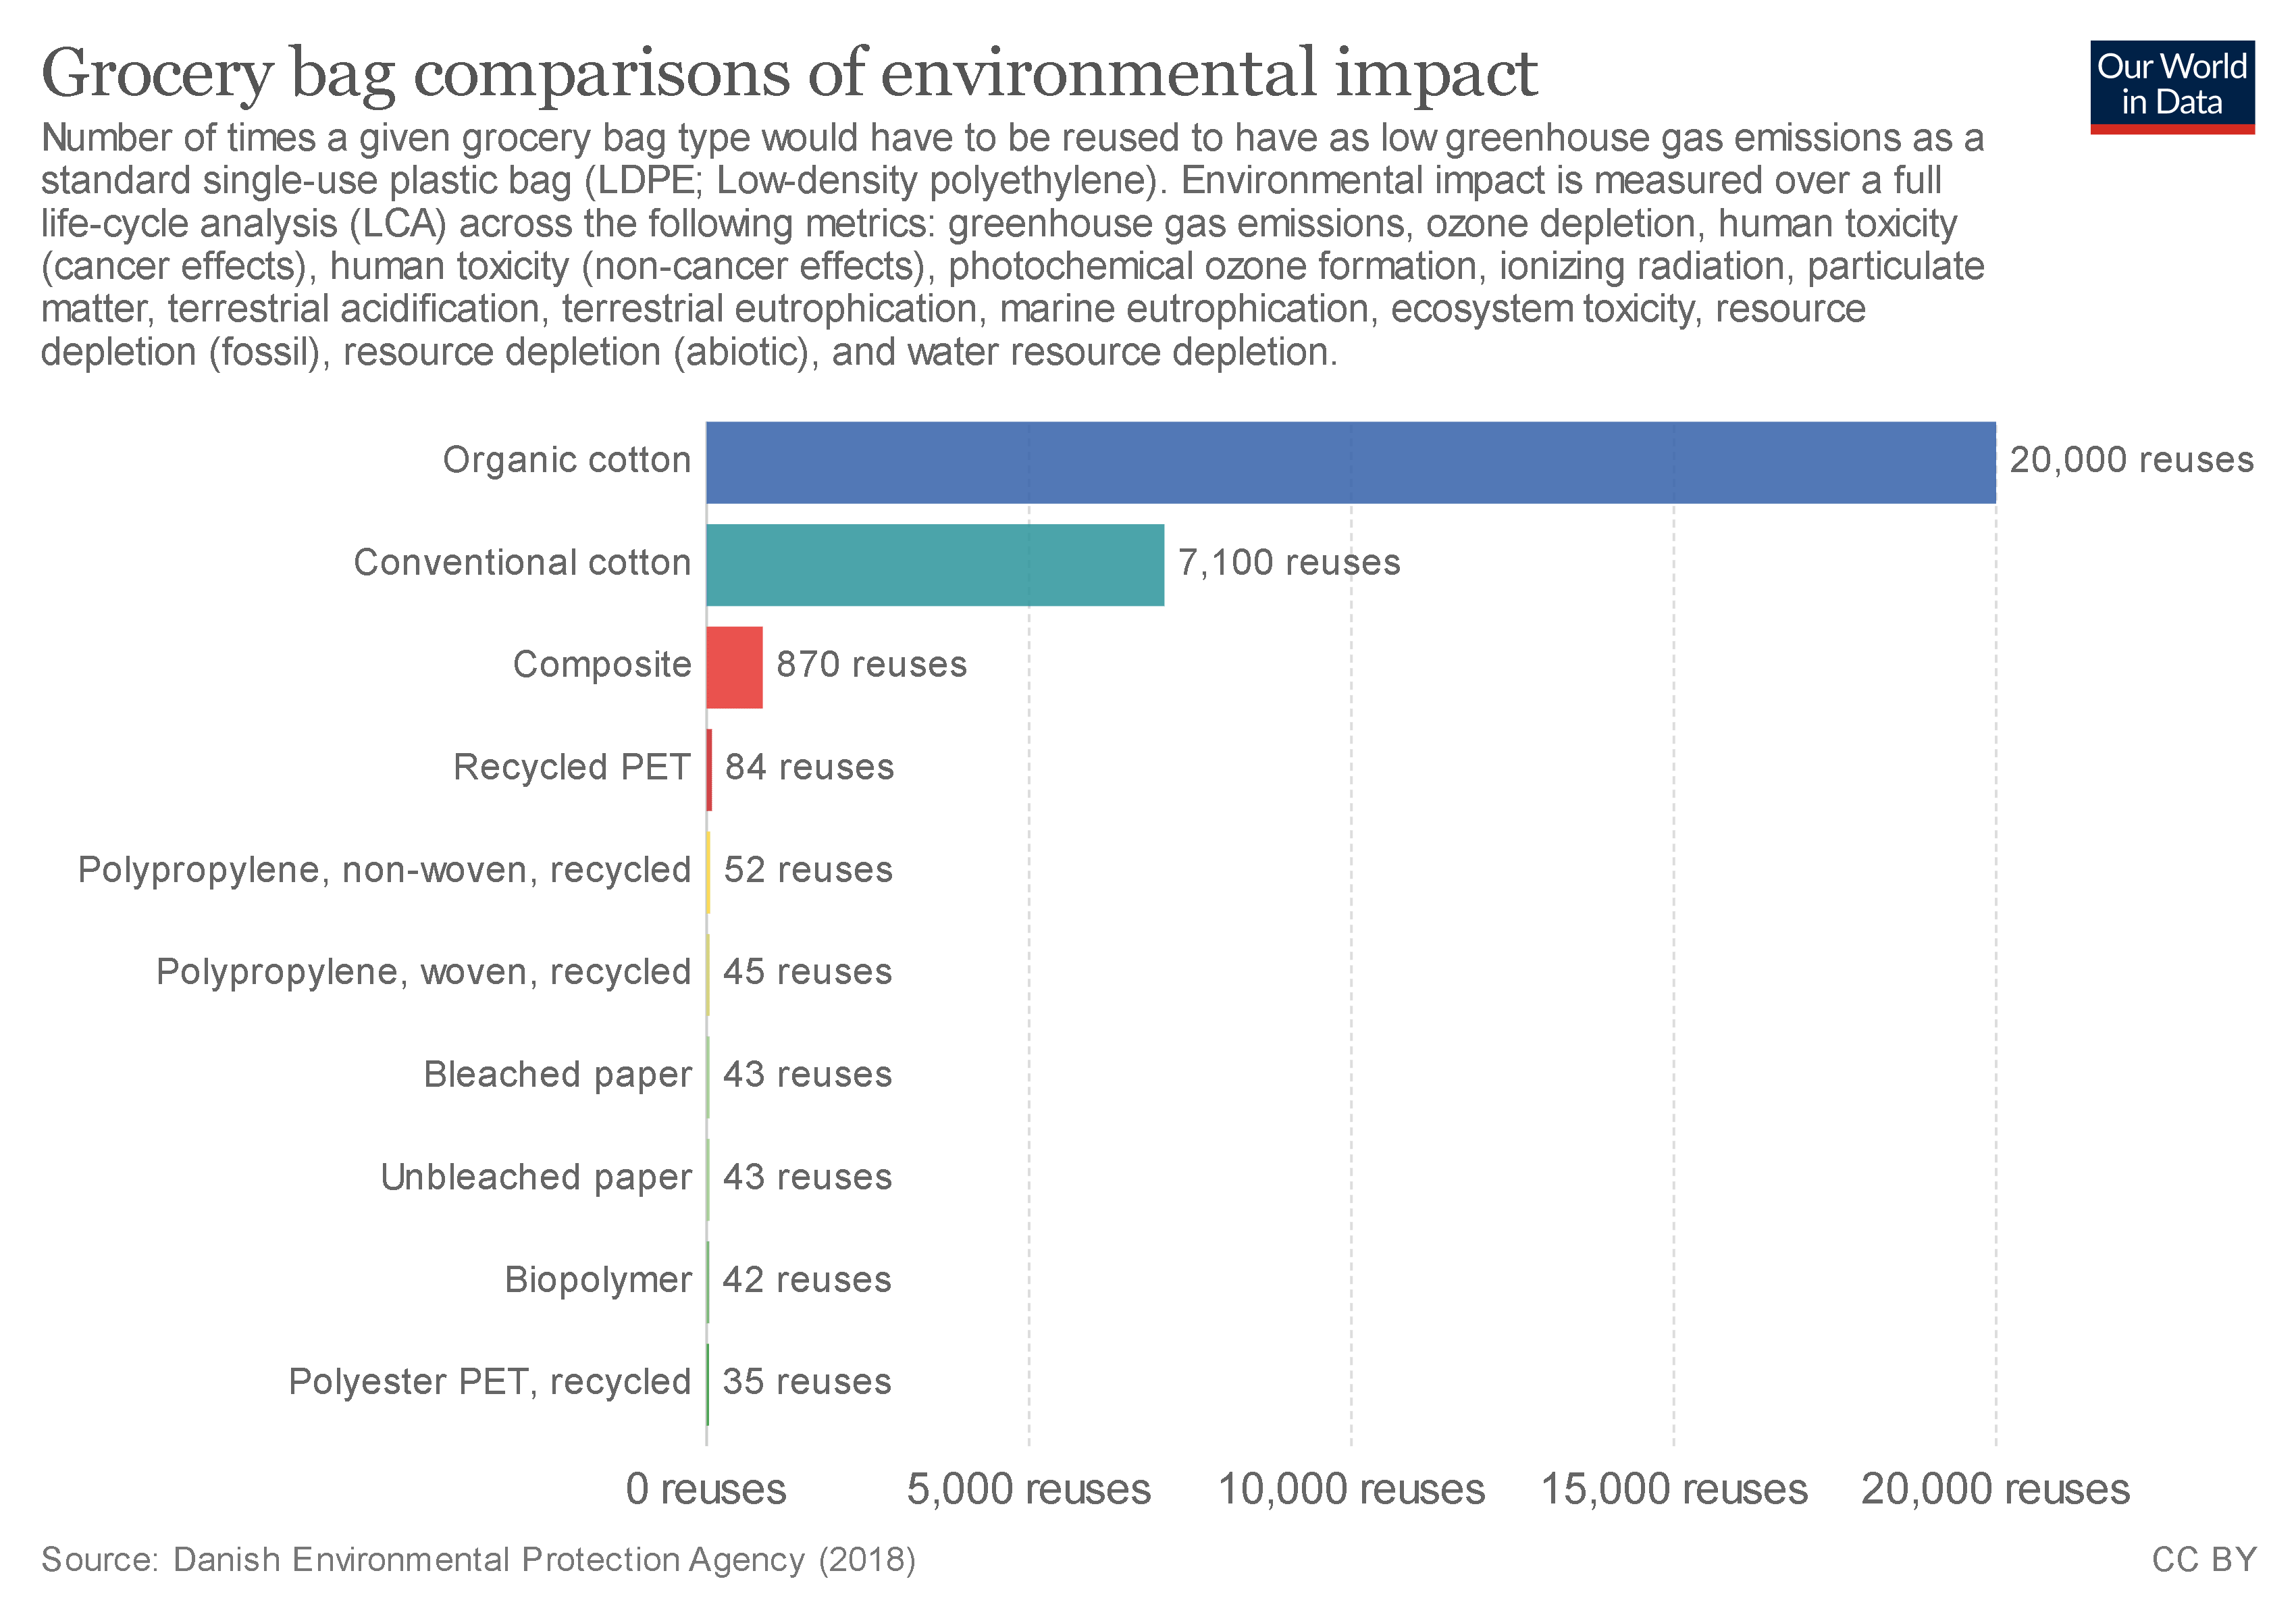 Grocery bag comparisons of environmental impact
Our World
in Data
Number of times a given grocery bag type would have to be reused to have as low greenhouse gas emissions as a
standard single-use plastic bag (LDPE; Low-density polyethylene). Environmental impact is measured over a full
life-cycle analysis (LCA) across the following metrics: greenhouse gas emissions, ozone depletion, human toxicity
(cancer effects), human toxicity (non-cancer effects), photochemical ozone formation, ionizing radiation, particulate
matter, terrestrial acidification, terrestrial eutrophication, marine eutrophication, ecosystem toxicity, resource
depletion (fossil), resource depletion (abiotic), and water resource depletion.
Organic cotton 20,000 reuses
Conventional cotton 7,100 reuses
Composite 870 reuses
Recycled PET 84 reuses
Polypropylene, non-woven, recycled 52 reuses
Polypropylene, woven, recycled 45 reuses
Bleached paper 43 reuses
Unbleached paper 43 reuses
Biopolymer 42 reuses
Polyester PET, recycled 35 reuses
0 reuses 5,000 reuses 10,000 reuses 15,000 reuses 20,000 reuses
Source: Danish Environmental Protection Agency (2018) CC BY